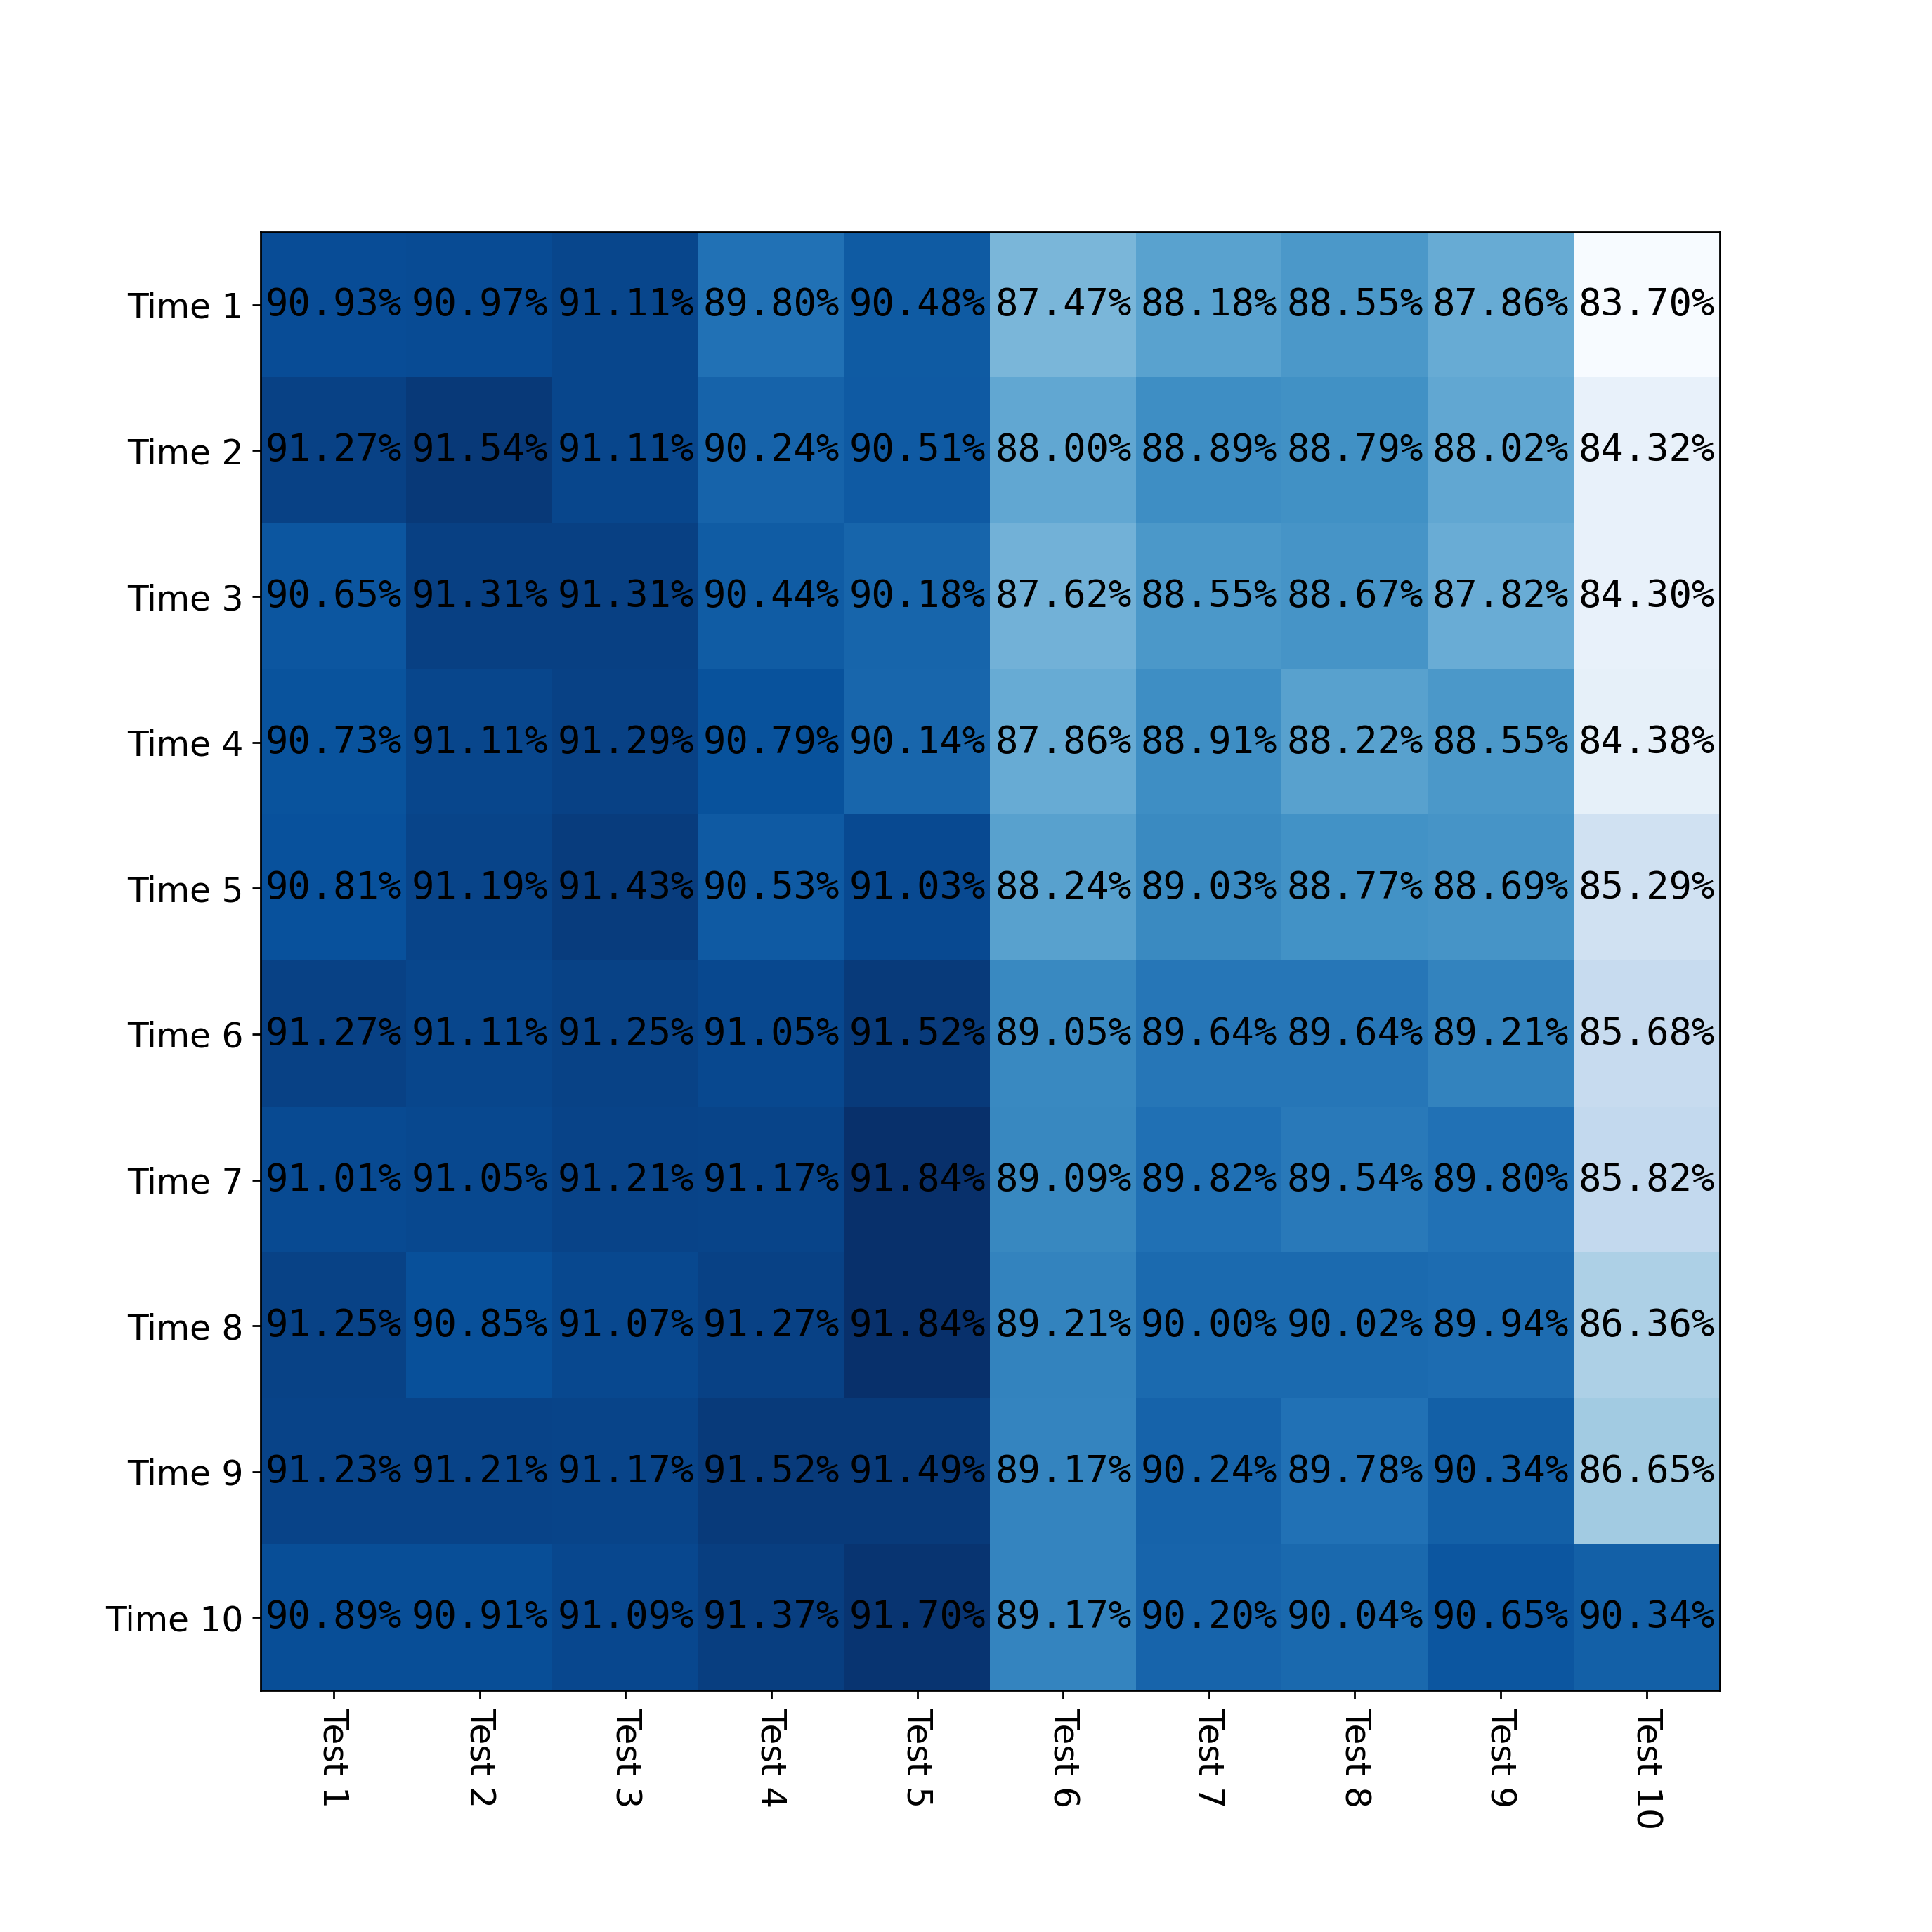 Time 1 90.93% 90.97% 91.11% 89.80% 90.48% 87.47% 88.18% 88.55% 87.86% 83.70%
Time 2 91.27% 91.54% 91.11% 90.24% 90.51% 88.00% 88.89% 88.79% 88.02% 84.32%
Time 3 90.65% 91.31% 91.31% 90.44% 90.18% 87.62% 88.55% 88.67% 87.82% 84.30%
Time 4 90.73% 91.11% 91.29% 90.79% 90.14% 87.86% 88.91% 88.22% 88.55% 84.38%
Time 5 90.81% 91.19% 91.43% 90.53% 91.03% 88.24% 89.03% 88.77% 88.69% 85.29%
Time 6 91.27% 91.11% 91.25% 91.05% 91.52% 89.05% 89.64% 89.64% 89.21% 85.68%
Time 7 91.01% 91.05% 91.21% 91.17% 91.84% 89.09% 89.82% 89.54% 89.80% 85.82%
Time 8 91.25% 90.85% 91.07% 91.27% 91.84% 89.21% 90.00% 90.02% 89.94% 86.36%
Time 9 91.23% 91.21% 91.17% 91.52% 91.49% 89.17% 90.24% 89.78% 90.34% 86.65%
Time 10 90.89% 90.91% 91.09% 91.37% 91.70% 89.17% 90.20% 90.04% 90.65% 90.34%
Test 1 Test 2 Test 3 Test 4 Test 5 Test 6 Test 7 Test 8 Test 9 Test 10